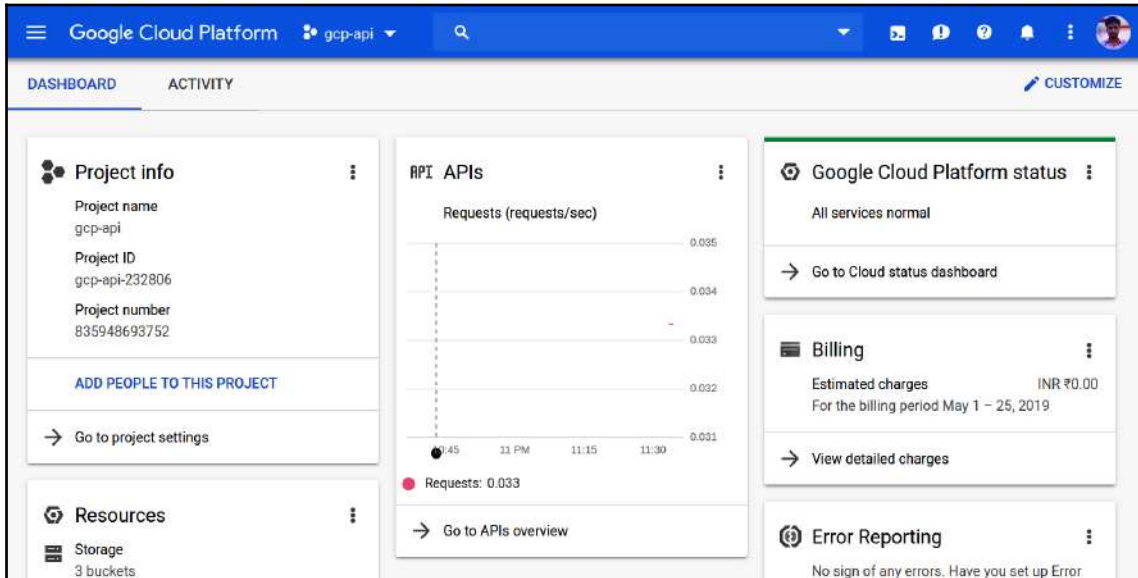 Google Cloud Platform
gcp-api
DASHBOARD
ACTIVITY
CUSTOMIZE
Project info
Project name
gcp-api
Project ID
gcp-api-232806
Project number
835948693752
ADD PEOPLE TO THIS PROJECT
Go to project settings
Resources
Storage
3 buckets
API APIs
Requests (requests/sec)
0.035
0.034
0.033
0.032
0.031
11 PM
11:15
11:30
Requests: 0.033
Go to APIs overview
Google Cloud Platform status
All services normal
Go to Cloud status dashboard
Billing
Estimated charges INR ₹0.00
For the billing period May 1 – 25, 2019
View detailed charges
Error Reporting
No sign of any errors. Have you set up Error